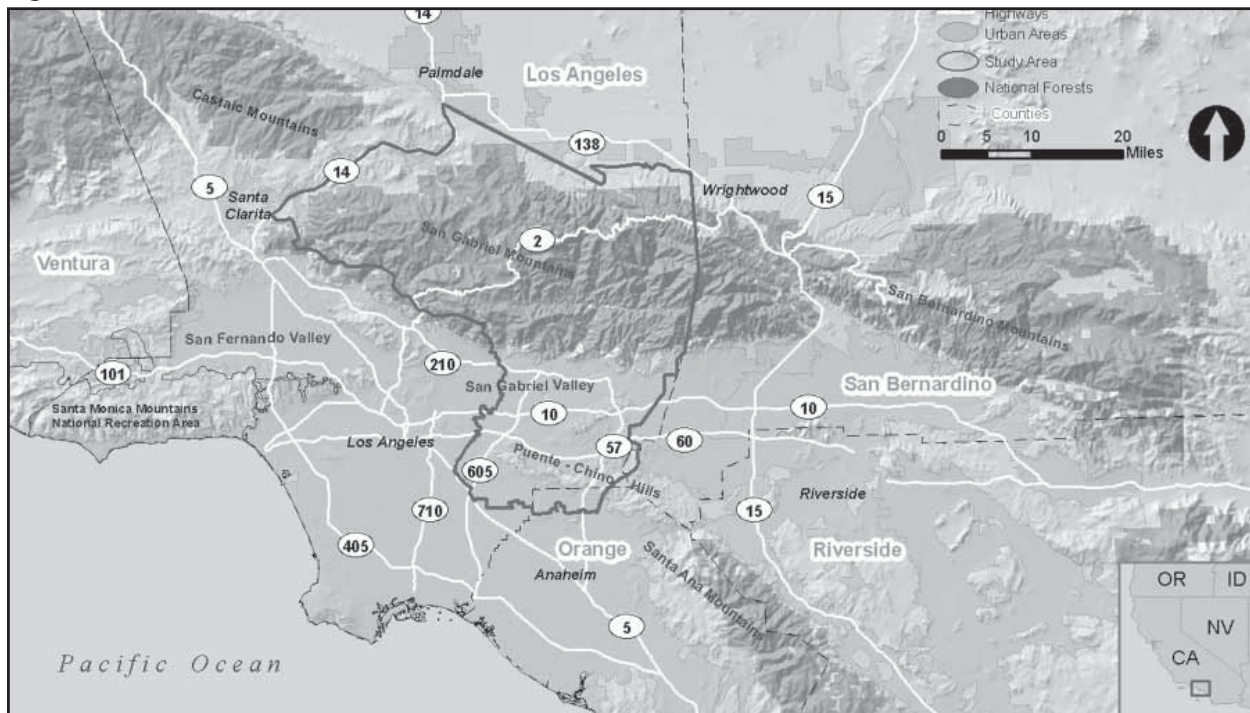 14
Highways
Urban Areas
Study Area
National Forests
Counties
0 5 10 20
Miles
Palmdale
Los Angeles
Castaic Mountains
138
14
5
Santa
Clarita
Wrightwood
15
San Gabriel Mountains
2
Ventura
San Bernardino Mountains
San Fernando Valley
101
210
San Gabriel Valley
San Bernardino
Santa Monica Mountains
National Recreation Area
10
10
Los Angeles
57
60
605
Puente - Chino Hills
710
15
Riverside
405
Orange
Riverside
Anaheim
Santa Ana Mountains
5
Pacific Ocean
OR
ID
NV
CA